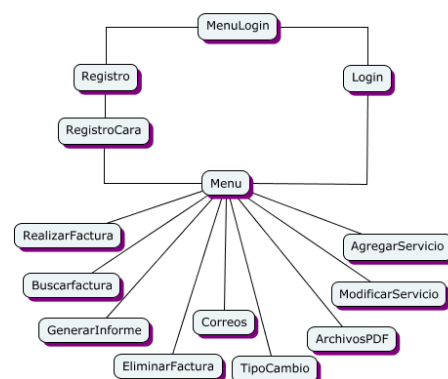 MenuLogin
Registro
Login
RegistroCara
Menu
RealizarFactura
AgregarServicio
Buscarfactura
ModificarServicio
GenerarInforme
Correos
ArchivosPDF
EliminarFactura
TipoCambio